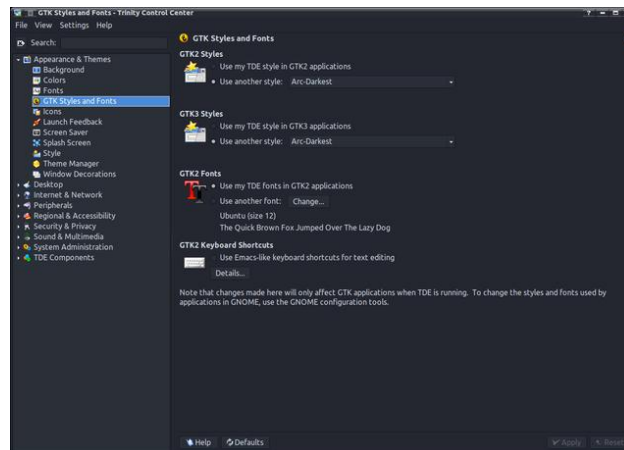 GTK Styles and Fonts - Trinity Control Center
File View Settings Help
Search:
Appearance & Themes
Background
Colors
Fonts
GTK Styles and Fonts
Icons
Launch Feedback
Screen Saver
Splash Screen
Style
Theme Manager
Window Decorations
Desktop
Internet & Network
Peripherals
Regional & Accessibility
Security & Privacy
Sound & Multimedia
System Administration
TDE Components
GTK Styles and Fonts
GTK2 Styles
Use my TDE style in GTK2 applications
Use another style: Arc-Darkest
GTK3 Styles
Use my TDE style in GTK3 applications
Use another style: Arc-Darkest
GTK2 Fonts
Use my TDE fonts in GTK2 applications
Use another font: Change...
Ubuntu (size 12)
The Quick Brown Fox Jumped Over The Lazy Dog
GTK2 Keyboard Shortcuts
Use Emacs-like keyboard shortcuts for text editing
Details...
Note that changes made here will only affect GTK applications when TDE is running. To change the styles and fonts used by
applications in GNOME, use the GNOME configuration tools.
Help Defaults Apply Reset